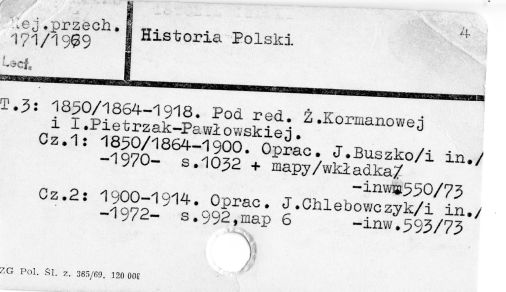 Rej.przech.
171/1969
Lect.
Historia Polski
4
T.3: 1850/1864-1918. Pod red. Ż.Kormanowej
i I.Pietrzak-Pawłowskiej.
Cz.1: 1850/1864-1900. Oprac. J.Buszko/i in./
-1970- s.1032 + mapy/wkładka/
-inw.550/73
Cz.2: 1900-1914. Oprac. J.Chlebowczyk/i in./
-1972- s.992,map 6 -inw.593/73
ZG Pol. Śl. z. 365/69. 120 000